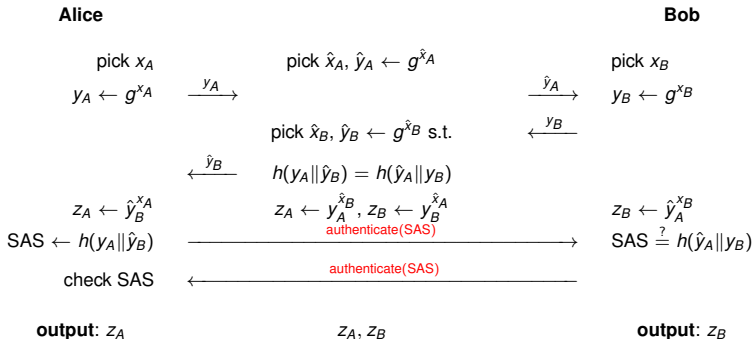 Alice Bob
pick x_A pick x̂_A, ŷ_A ← g^x̂_A pick x_B
y_A ← g^x_A y_A ŷ_A y_B ← g^x_B
pick x̂_B, ŷ_B ← g^x̂_B s.t. y_B
ŷ_B h(y_A‖ŷ_B) = h(ŷ_A‖y_B)
z_A ← ŷ_B^x_A z_A ← y_A^x̂_B, z_B ← y_B^x̂_A z_B ← ŷ_A^x_B
SAS ← h(y_A‖ŷ_B) authenticate(SAS) SAS ≟ h(ŷ_A‖y_B)
check SAS authenticate(SAS)
output: z_A z_A, z_B output: z_B